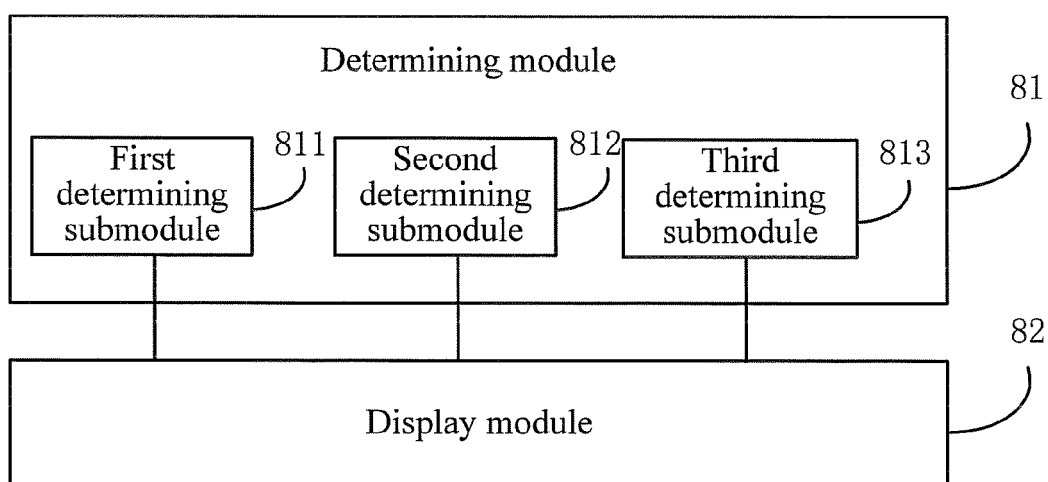 Determining module
81
First
determining
submodule
811
Second
determining
submodule
812
Third
determining
submodule
813
82
Display module